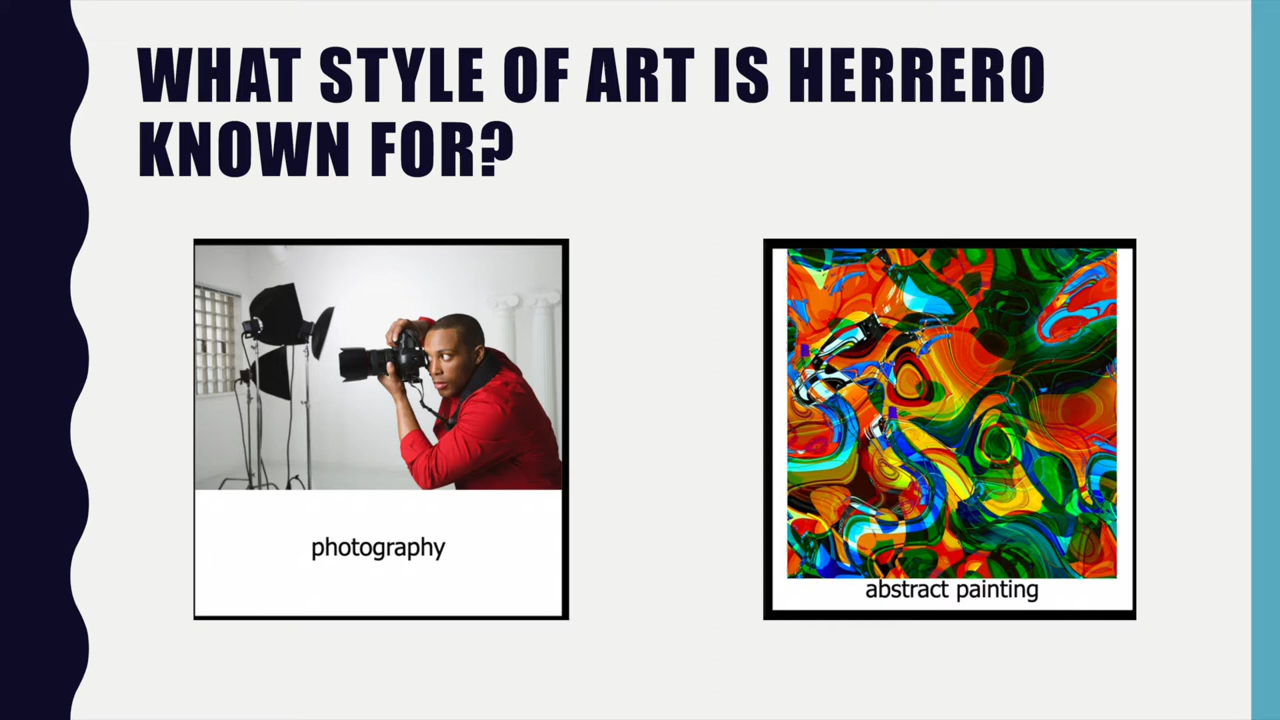 WHAT STYLE OF ART IS HERRERO
KNOWN FOR?
photography
abstract painting